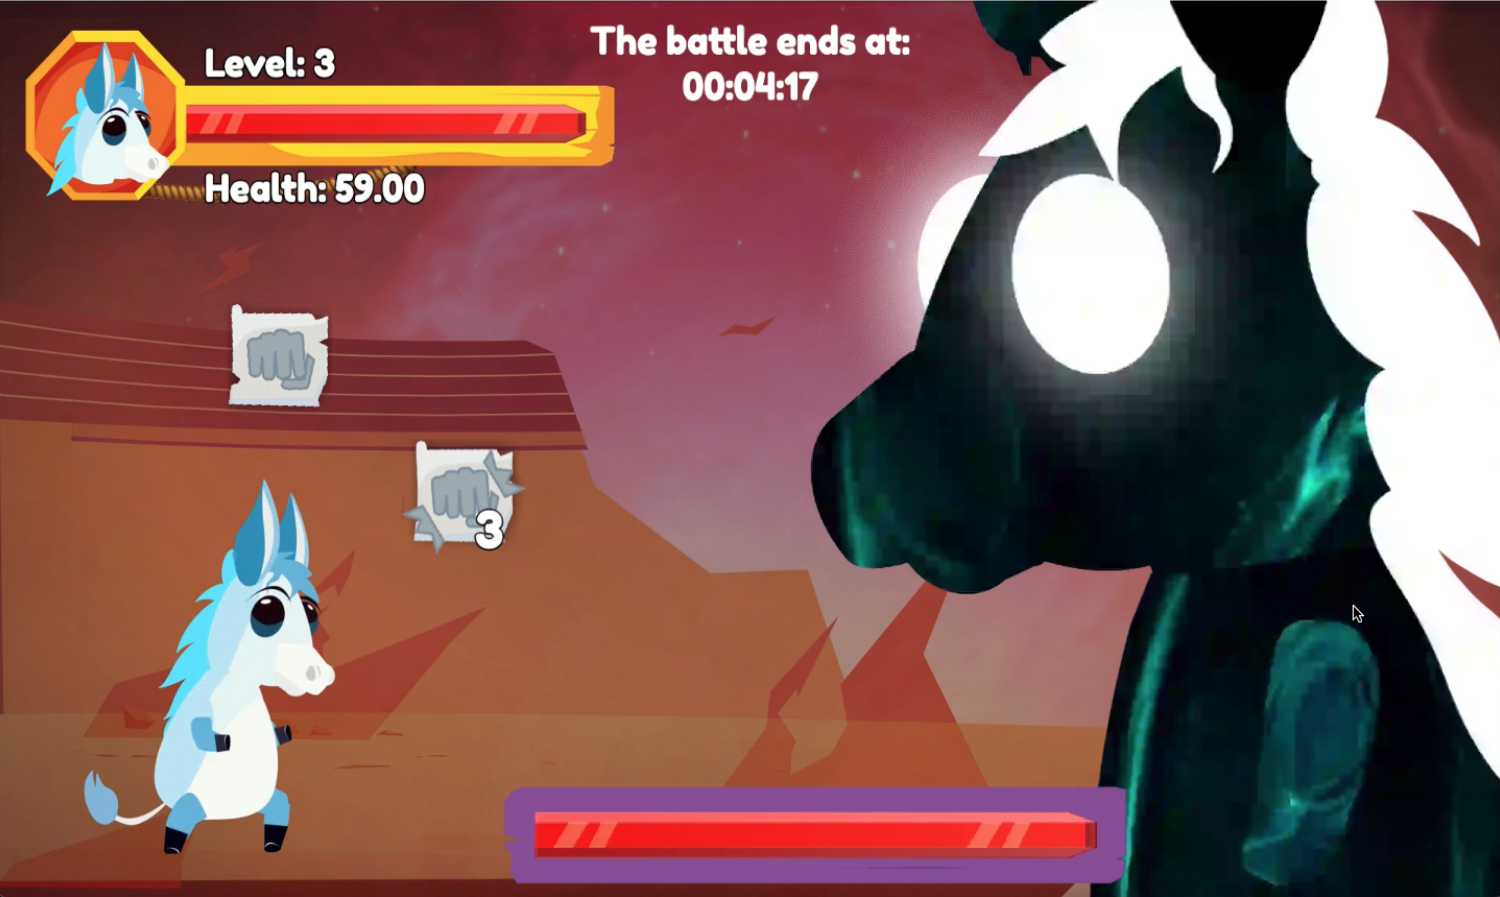 Level: 3
The battle ends at:
00:04:17
Health: 59.00
3